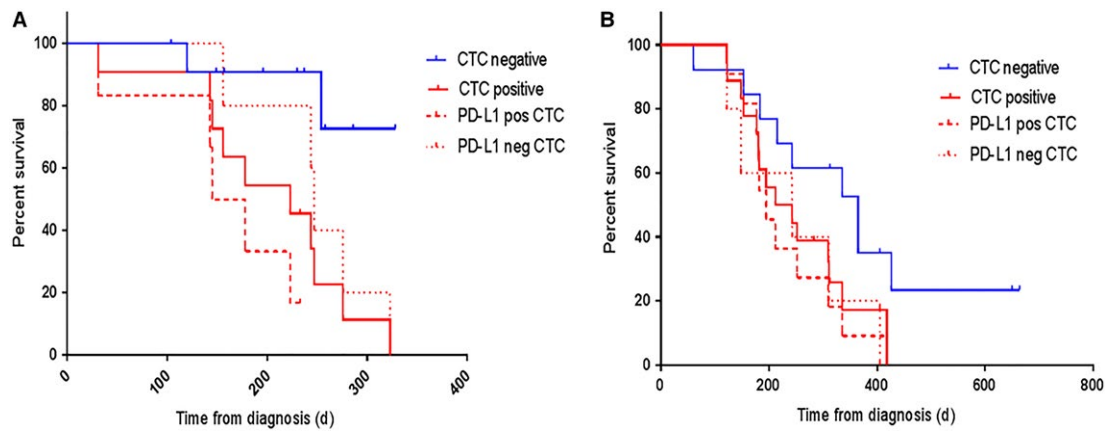 A
Percent survival
100
80
60
40
20
0
0
100
200
300
400
Time from diagnosis (d)
CTC negative
CTC positive
PD-L1 pos CTC
PD-L1 neg CTC
B
Percent survival
100
80
60
40
20
0
0
200
400
600
800
Time from diagnosis (d)
CTC negative
CTC positive
PD-L1 pos CTC
PD-L1 neg CTC